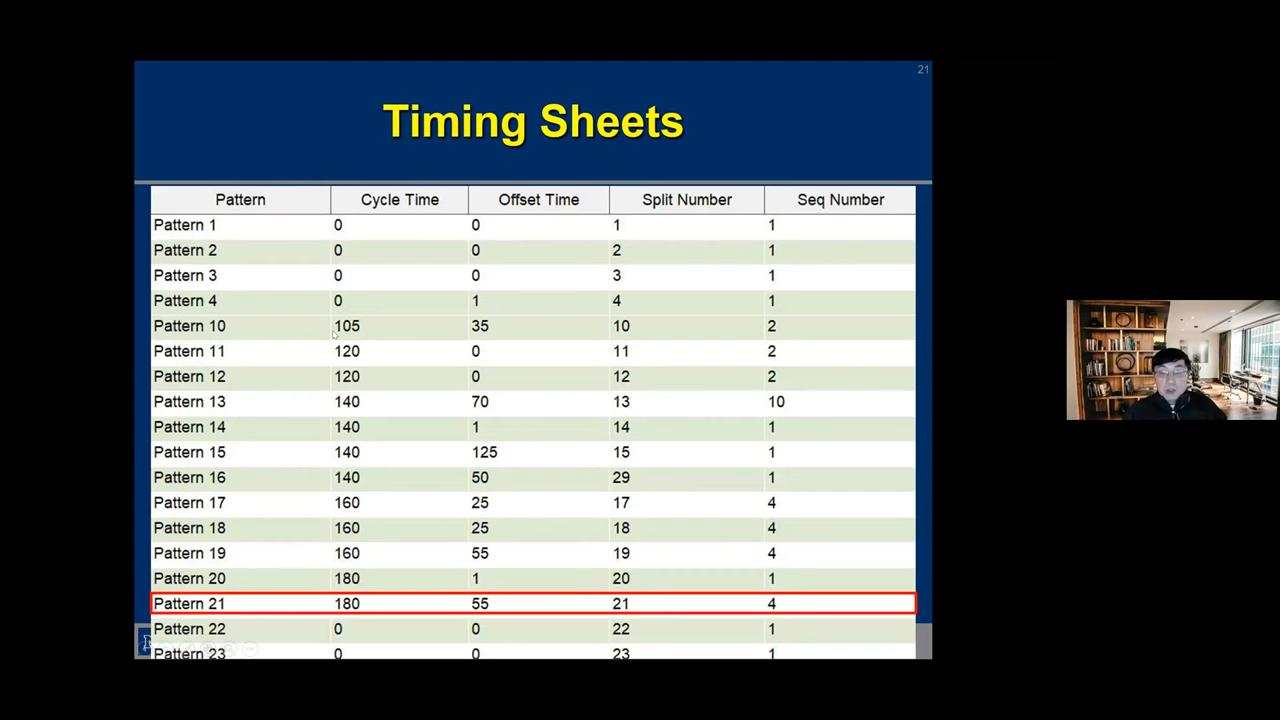 21
Timing Sheets
Pattern Cycle Time Offset Time Split Number Seq Number
Pattern 1 0 0 1 1
Pattern 2 0 0 2 1
Pattern 3 0 0 3 1
Pattern 4 0 1 4 1
Pattern 10 105 35 10 2
Pattern 11 120 0 11 2
Pattern 12 120 0 12 2
Pattern 13 140 70 13 10
Pattern 14 140 1 14 1
Pattern 15 140 125 15 1
Pattern 16 140 50 29 1
Pattern 17 160 25 17 4
Pattern 18 160 25 18 4
Pattern 19 160 55 19 4
Pattern 20 180 1 20 1
Pattern 21 180 55 21 4
Pattern 22 0 0 22 1
Pattern 23 0 0 23 1